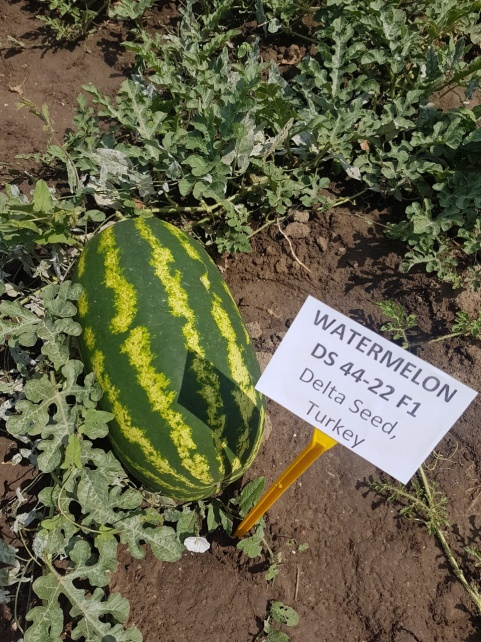 WATERMELON
DS 44-22 F1
Delta Seed,
Turkey